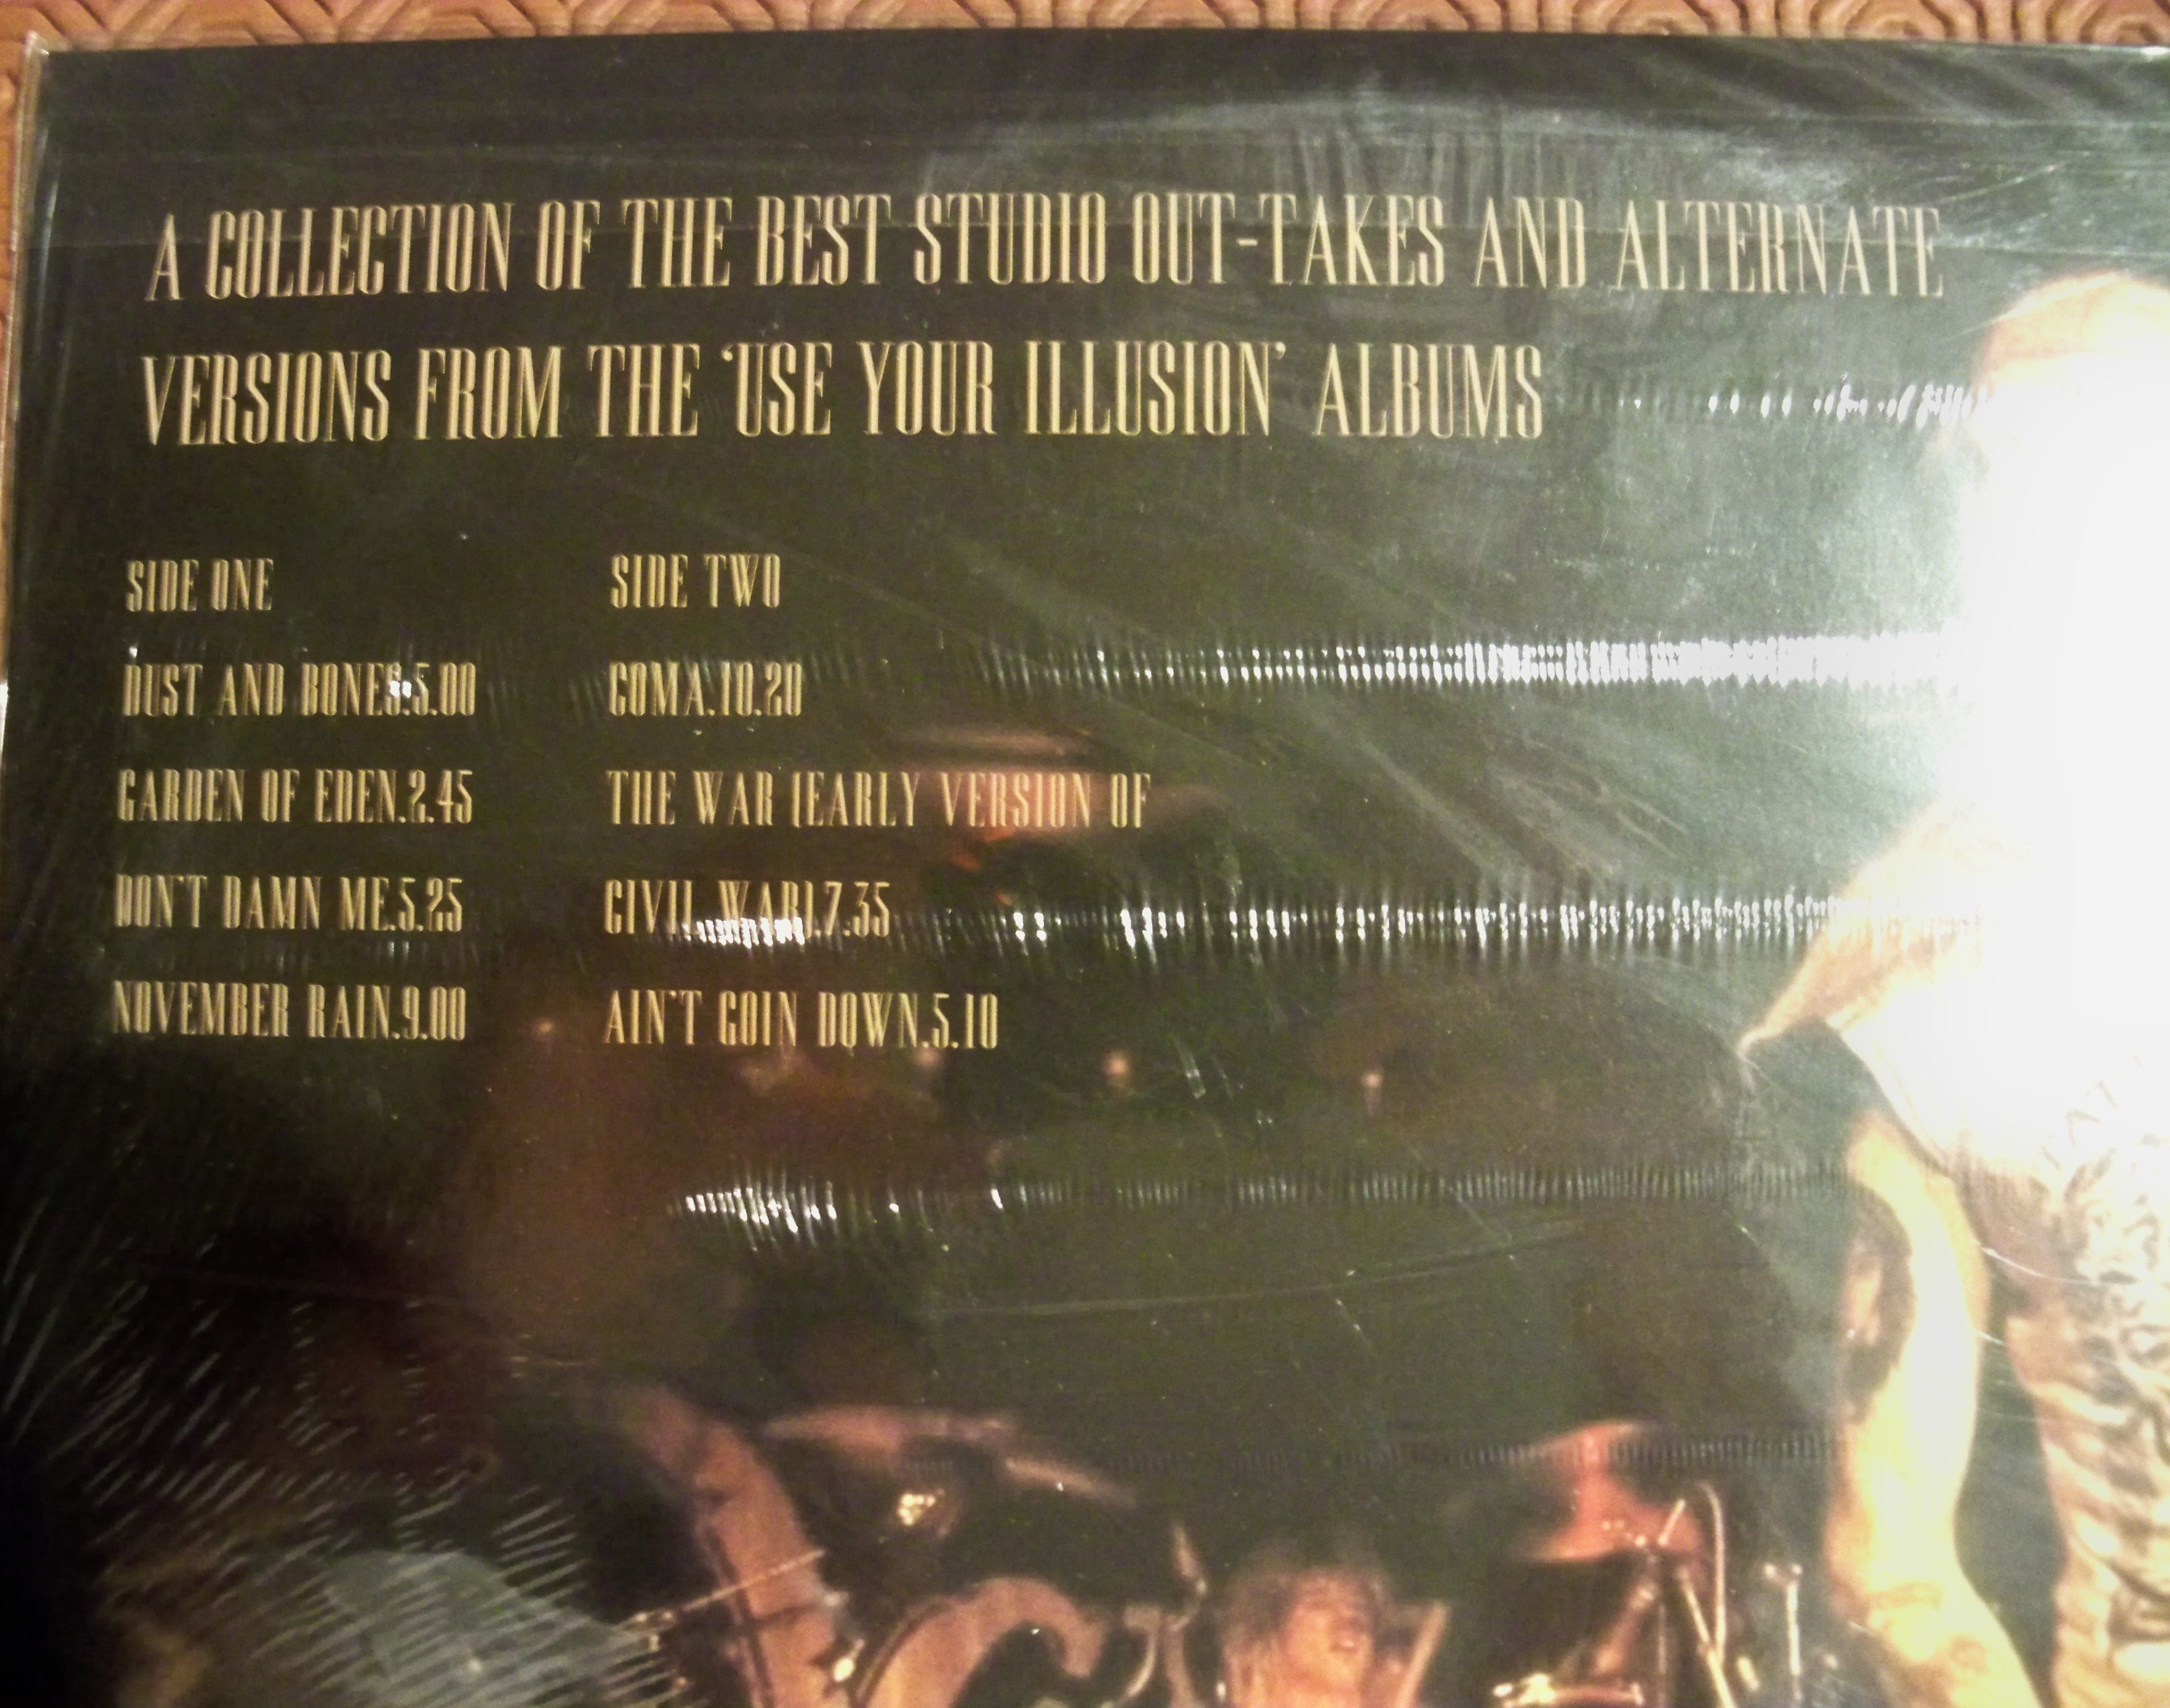 A COLLECTION OF THE BEST STUDIO OUT-TAKES AND ALTERNATE
VERSIONS FROM THE 'USE YOUR ILLUSION' ALBUMS
SIDE ONE
DUST AND BONES.5.00
GARDEN OF EDEN.2.45
DON'T DAMN ME.5.25
NOVEMBER RAIN.9.00
SIDE TWO
COMA.10.20
THE WAR (EARLY VERSION OF
CIVIL WAR).7.35
AIN'T GOIN DOWN.5.10